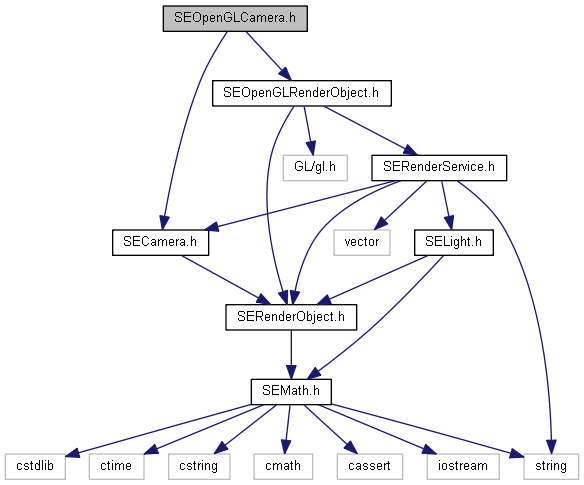 SEOpenGLCamera.h
SEOpenGLRenderObject.h
GL/gl.h
SERenderService.h
SECamera.h
vector
SELight.h
SERenderObject.h
SEMath.h
cstdlib
ctime
cstring
cmath
cassert
iostream
string